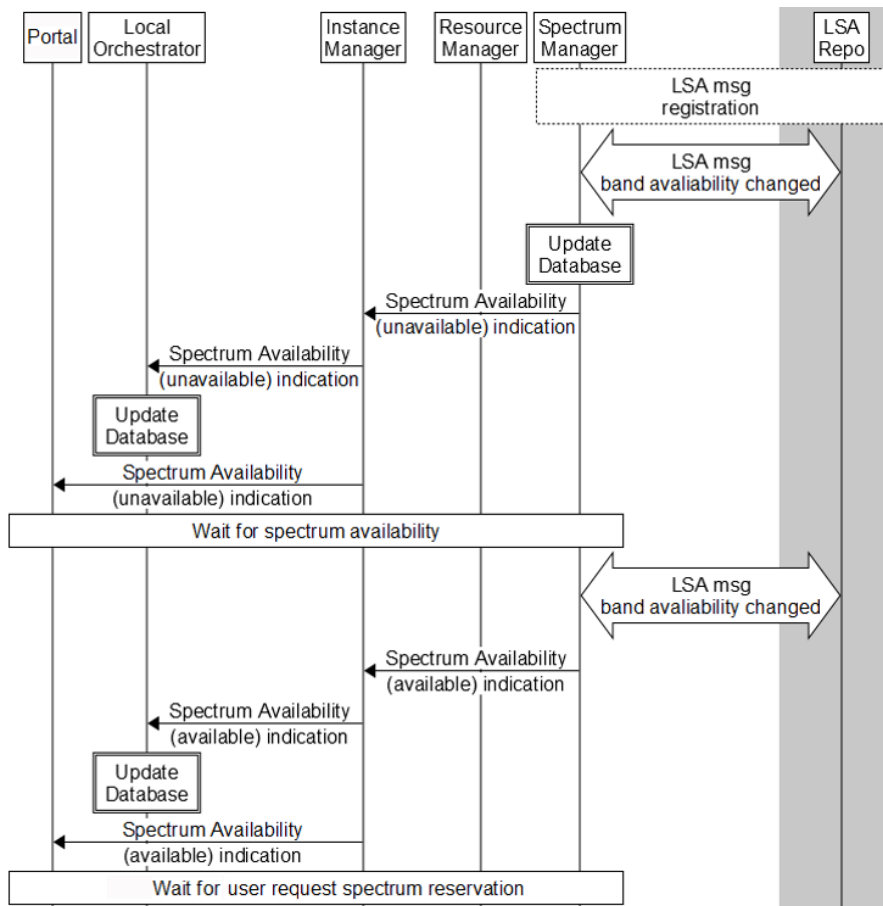 Portal
Local
Orchestrator
Instance
Manager
Resource
Manager
Spectrum
Manager
LSA
Repo
LSA msg
registration
LSA msg
band avaliability changed
Update
Database
Spectrum Availability
(unavailable) indication
Spectrum Availability
(unavailable) indication
Update
Database
Spectrum Availability
(unavailable) indication
Wait for spectrum availability
LSA msg
band avaliability changed
Spectrum Availability
(available) indication
Spectrum Availability
(available) indication
Update
Database
Spectrum Availability
(available) indication
Wait for user request spectrum reservation